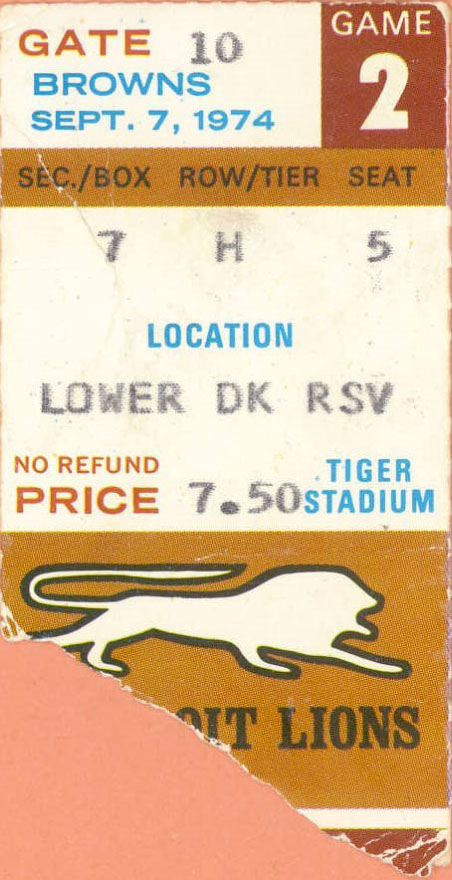 GATE 10
GAME
2
BROWNS
SEPT. 7, 1974
SEC./BOX ROW/TIER SEAT
7 H 5
LOCATION
LOWER DK RSV
NO REFUND
PRICE 7.50
TIGER
STADIUM
OIT LIONS